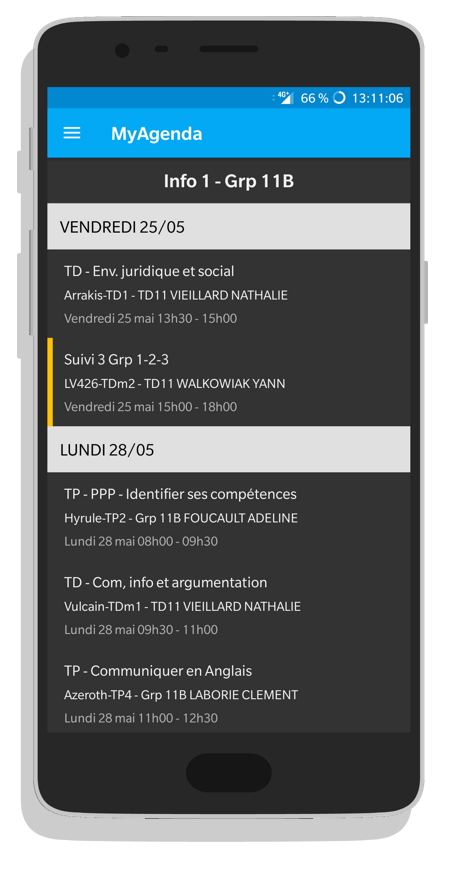 4G+ 66 % 13:11:06
MyAgenda
Info 1 - Grp 11B
VENDREDI 25/05
TD - Env. juridique et social
Arrakis-TD1 - TD11 VIEILLARD NATHALIE
Vendredi 25 mai 13h30 - 15h00
Suivi 3 Grp 1-2-3
LV426-TDm2 - TD11 WALKOWIAK YANN
Vendredi 25 mai 15h00 - 18h00
LUNDI 28/05
TP - PPP - Identifier ses compétences
Hyrule-TP2 - Grp 11B FOUCAULT ADELINE
Lundi 28 mai 08h00 - 09h30
TD - Com, info et argumentation
Vulcain-TDm1 - TD11 VIEILLARD NATHALIE
Lundi 28 mai 09h30 - 11h00
TP - Communiquer en Anglais
Azeroth-TP4 - Grp 11B LABORIE CLEMENT
Lundi 28 mai 11h00 - 12h30